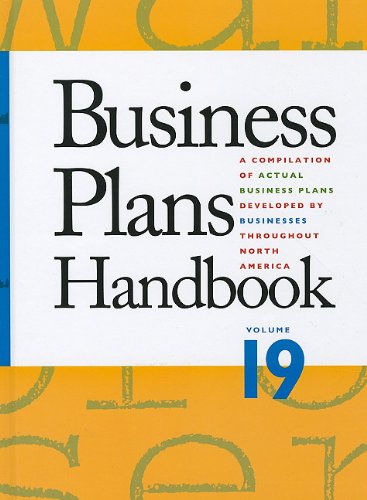 Business
Plans
Handbook
A COMPILATION
OF ACTUAL
BUSINESS PLANS
DEVELOPED BY
BUSINESSES
THROUGHOUT
NORTH
AMERICA
VOLUME
19